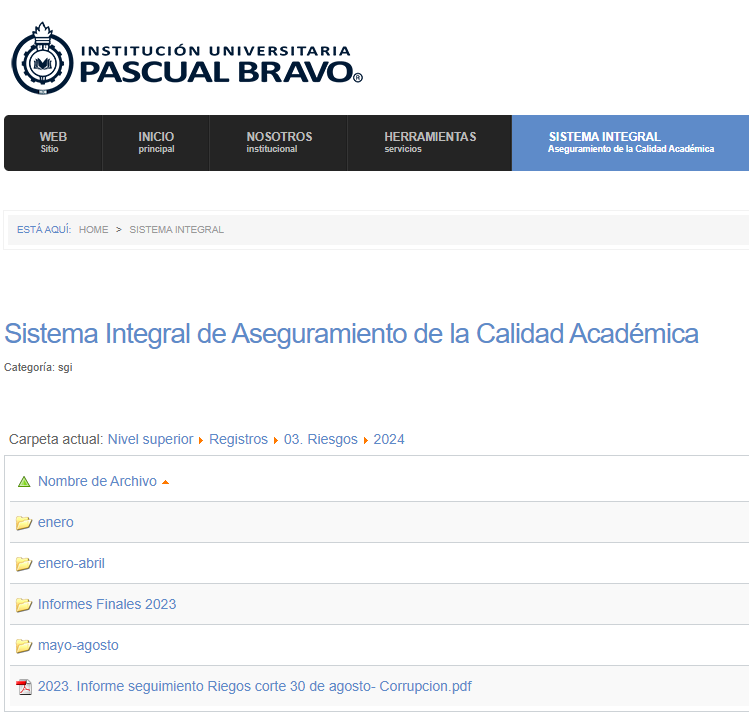 INSTITUCIÓN UNIVERSITARIA
PASCUAL BRAVO®
WEB INICIO NOSOTROS HERRAMIENTAS SISTEMA INTEGRAL
Sitio principal institucional servicios Aseguramiento de la Calidad Académica
ESTÁ AQUÍ: HOME > SISTEMA INTEGRAL
Sistema Integral de Aseguramiento de la Calidad Académica
Categoría: sgi
Carpeta actual: Nivel superior Registros 03. Riesgos 2024
Nombre de Archivo
enero
enero-abril
Informes Finales 2023
mayo-agosto
2023. Informe seguimiento Riegos corte 30 de agosto- Corrupcion.pdf